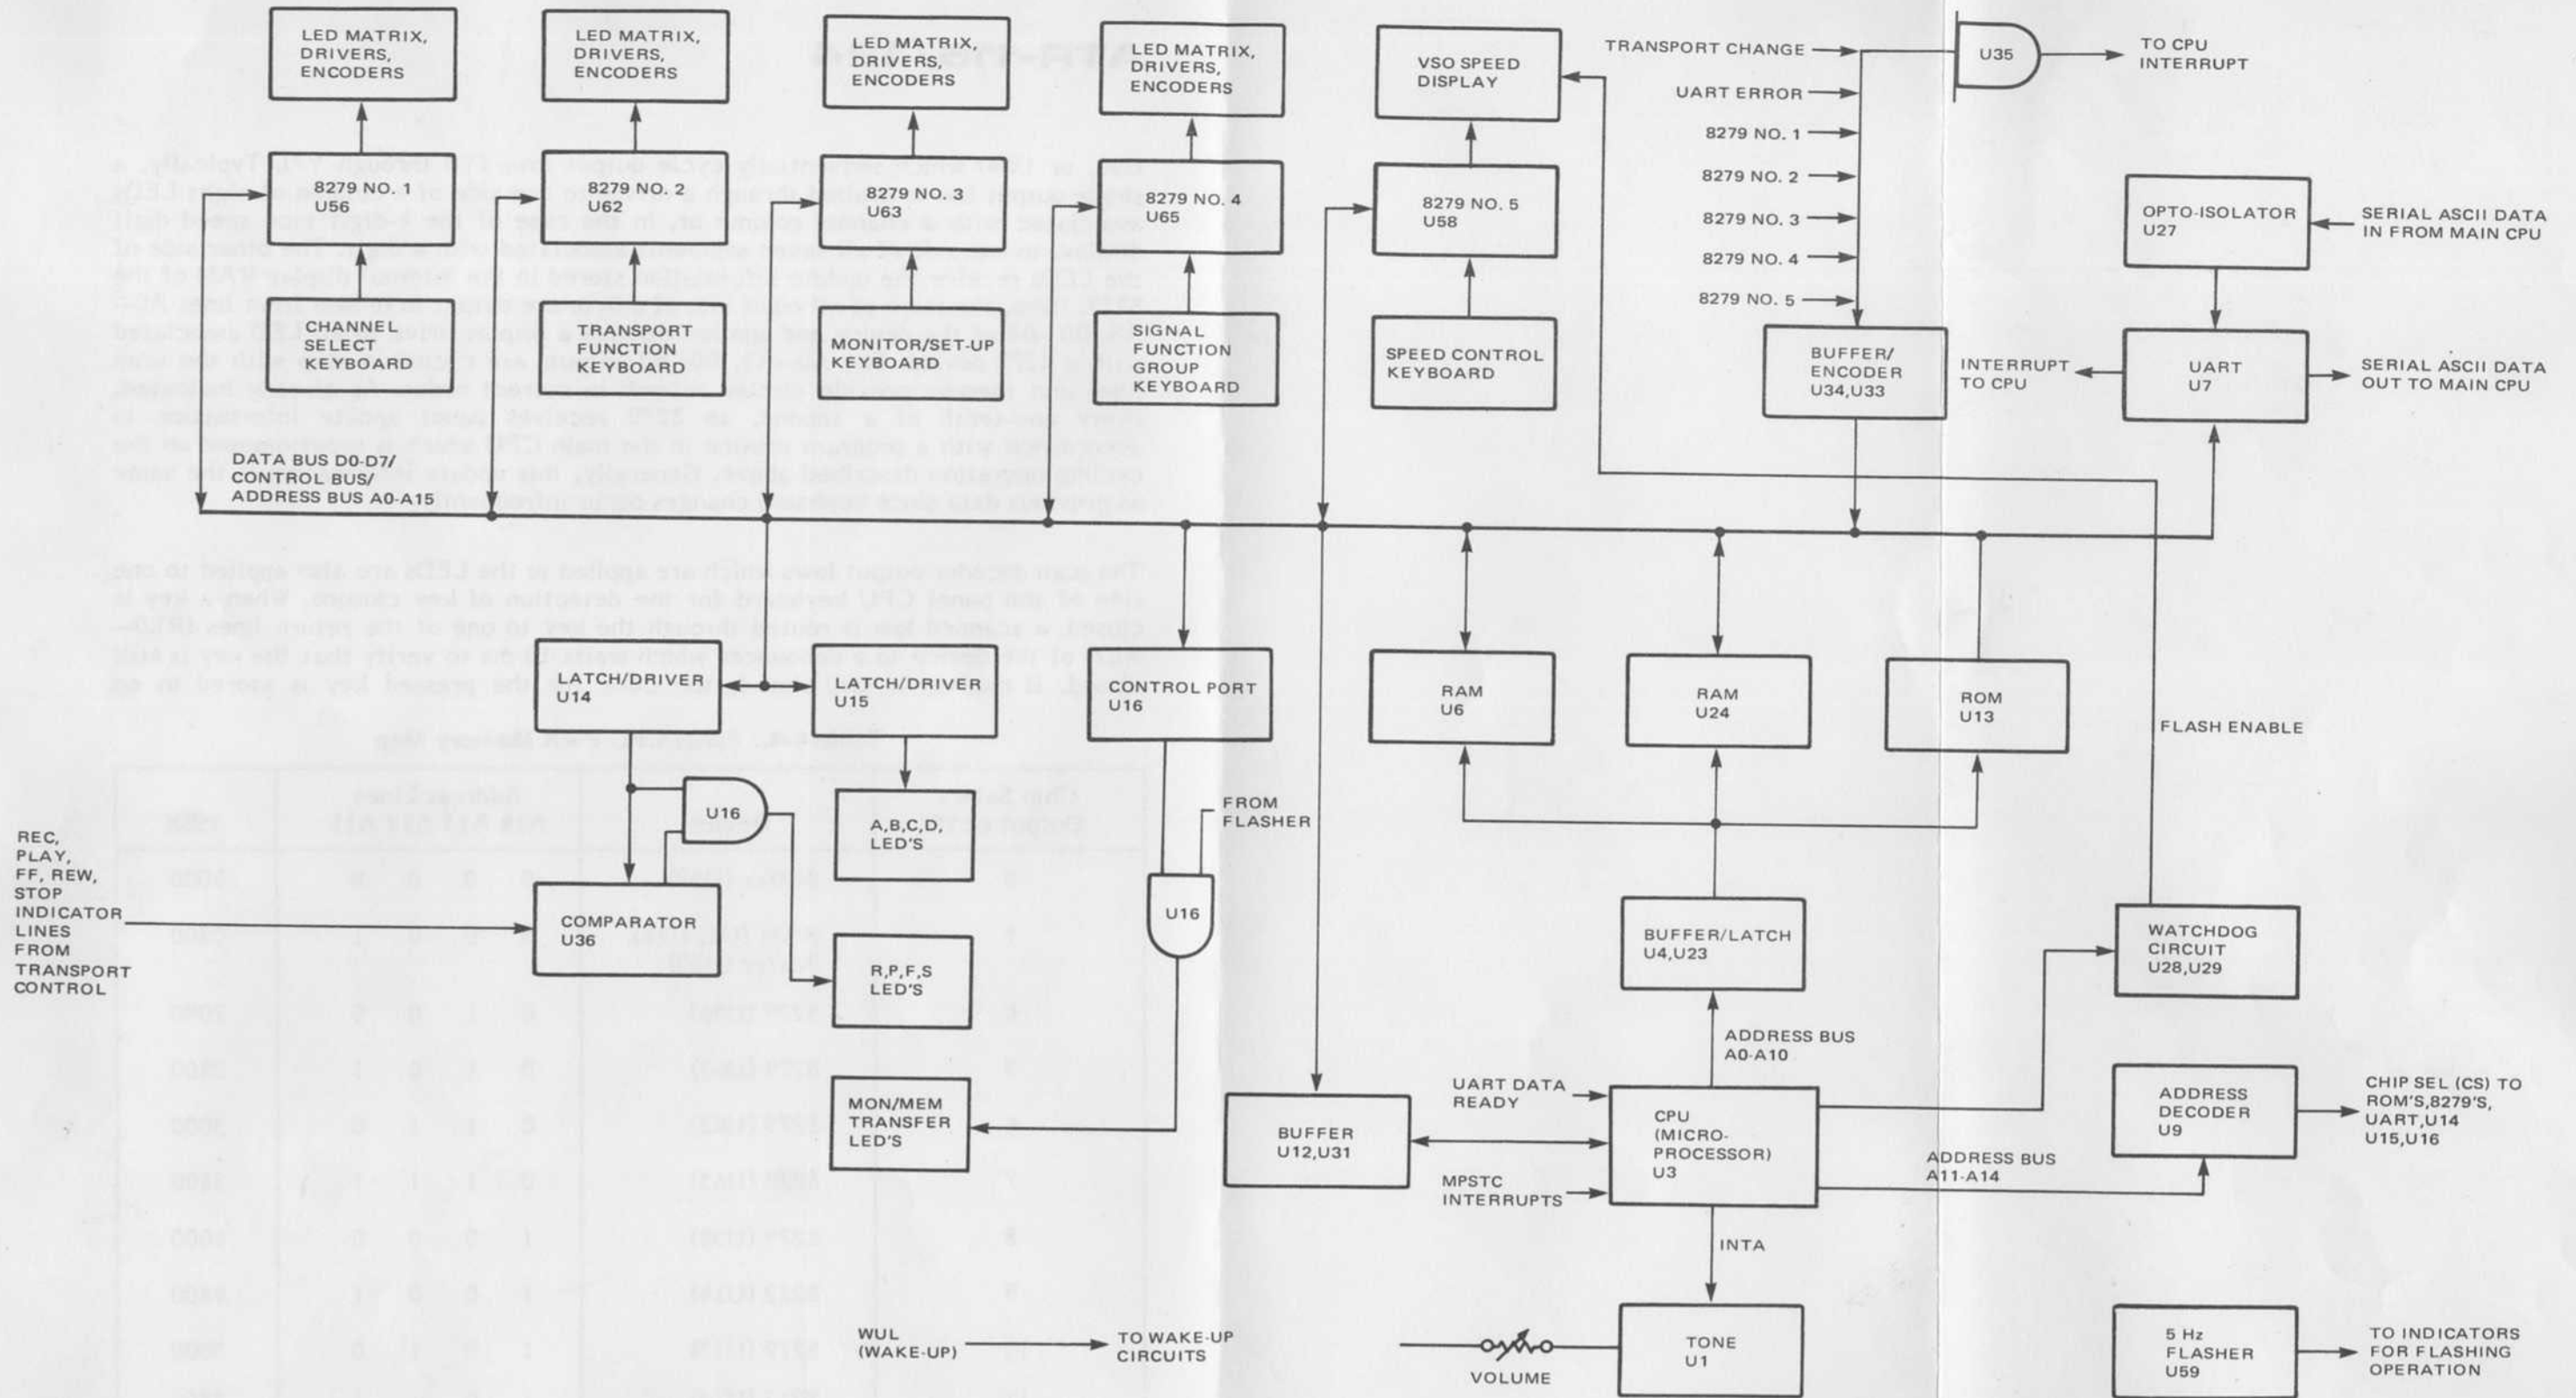 LED MATRIX,
DRIVERS,
ENCODERS
LED MATRIX,
DRIVERS,
ENCODERS
LED MATRIX,
DRIVERS,
ENCODERS
LED MATRIX,
DRIVERS,
ENCODERS
VSO SPEED
DISPLAY
TRANSPORT CHANGE
UART ERROR
8279 NO. 1
8279 NO. 2
8279 NO. 3
8279 NO. 4
8279 NO. 5
U35
TO CPU
INTERRUPT
8279 NO. 1
U56
8279 NO. 2
U62
8279 NO. 3
U63
8279 NO. 4
U65
8279 NO. 5
U58
OPTO-ISOLATOR
U27
SERIAL ASCII DATA
IN FROM MAIN CPU
CHANNEL
SELECT
KEYBOARD
TRANSPORT
FUNCTION
KEYBOARD
MONITOR/SET-UP
KEYBOARD
SIGNAL
FUNCTION
GROUP
KEYBOARD
SPEED CONTROL
KEYBOARD
BUFFER/
ENCODER
U34,U33
INTERRUPT
TO CPU
UART
U7
SERIAL ASCII DATA
OUT TO MAIN CPU
DATA BUS D0-D7/
CONTROL BUS/
ADDRESS BUS A0-A15
LATCH/DRIVER
U14
LATCH/DRIVER
U15
CONTROL PORT
U16
RAM
U6
RAM
U24
ROM
U13
FLASH ENABLE
U16
A,B,C,D,
LED'S
FROM
FLASHER
REC,
PLAY,
FF, REW,
STOP
INDICATOR
LINES
FROM
TRANSPORT
CONTROL
COMPARATOR
U36
U16
R,P,F,S
LED'S
BUFFER/LATCH
U4,U23
WATCHDOG
CIRCUIT
U28,U29
ADDRESS BUS
A0-A10
MON/MEM
TRANSFER
LED'S
BUFFER
U12,U31
UART DATA
READY
MPSTC
INTERRUPTS
CPU
(MICRO-
PROCESSOR)
U3
ADDRESS BUS
A11-A14
ADDRESS
DECODER
U9
CHIP SEL (CS) TO
ROM'S,8279'S,
UART,U14
U15,U16
INTA
WUL
(WAKE-UP)
TO WAKE-UP
CIRCUITS
VOLUME
TONE
U1
5 Hz
FLASHER
U59
TO INDICATORS
FOR FLASHING
OPERATION